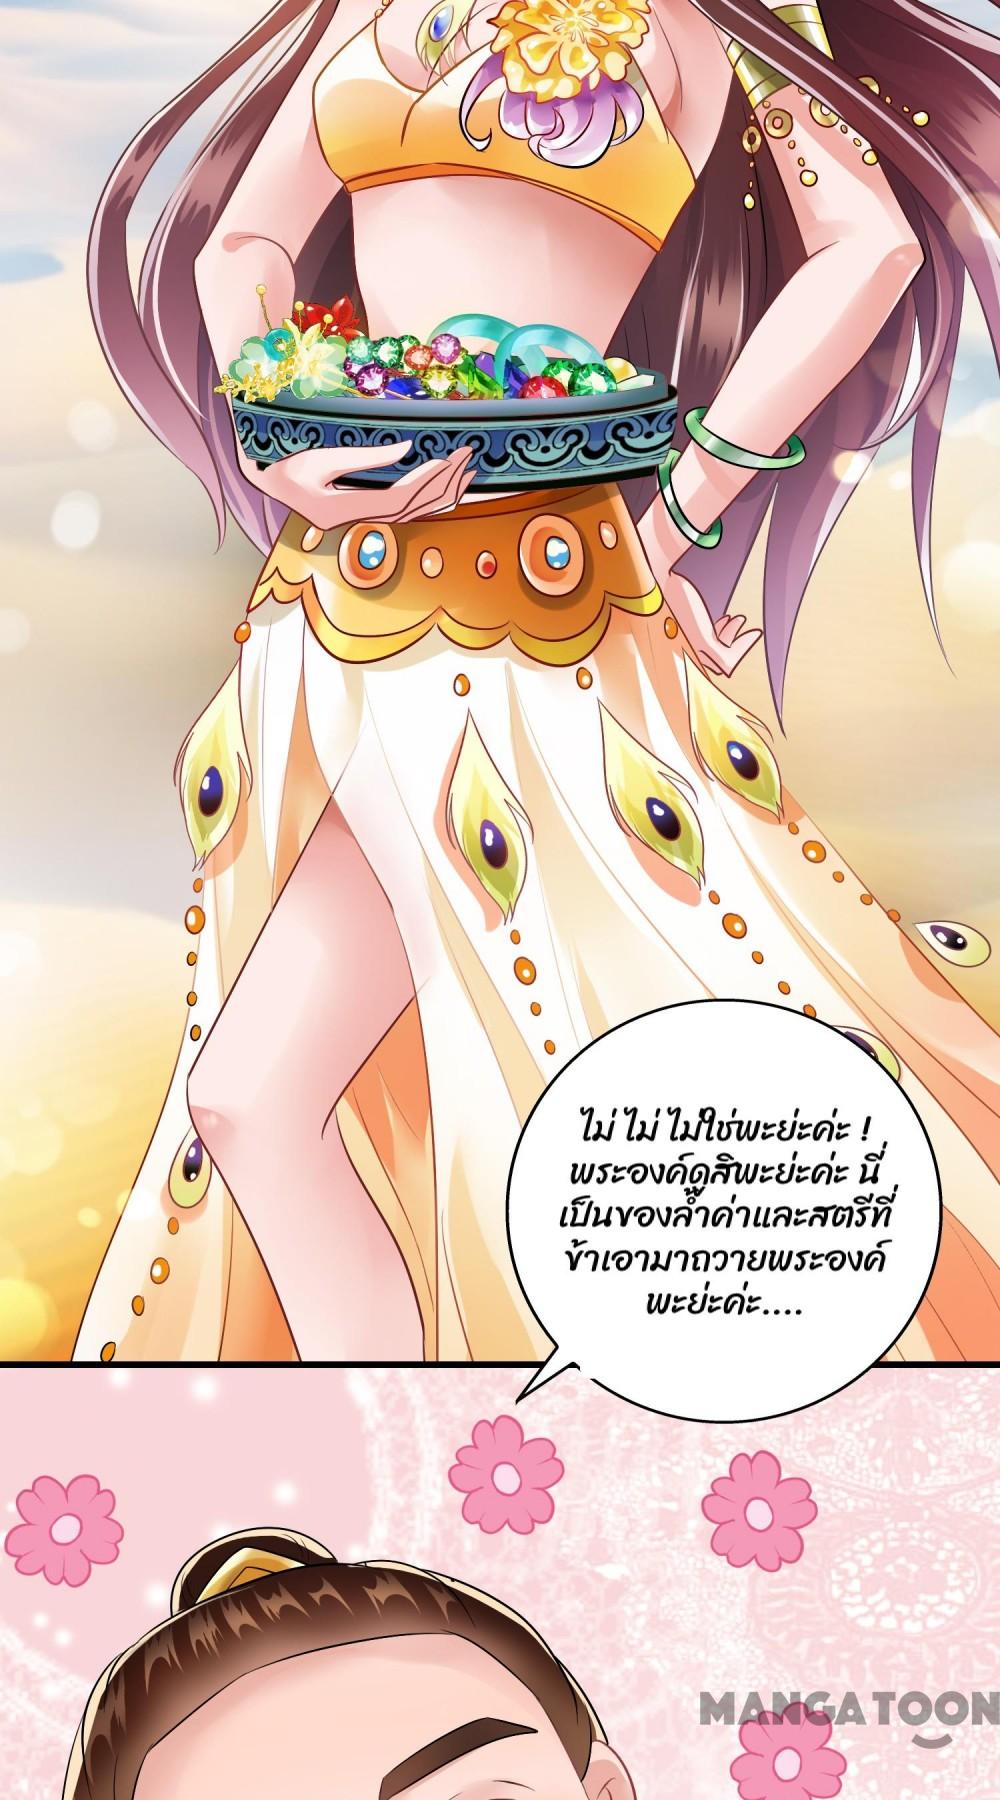 ไม่ ไม่ ไม่ใช่พะย่ะค่ะ !
พระองค์ดูสิพะย่ะค่ะ นี่
เป็นของล้ำค่าและสตรีที่
ข้าเอามาถวายพระองค์
พะย่ะค่ะ....
MANGATOON